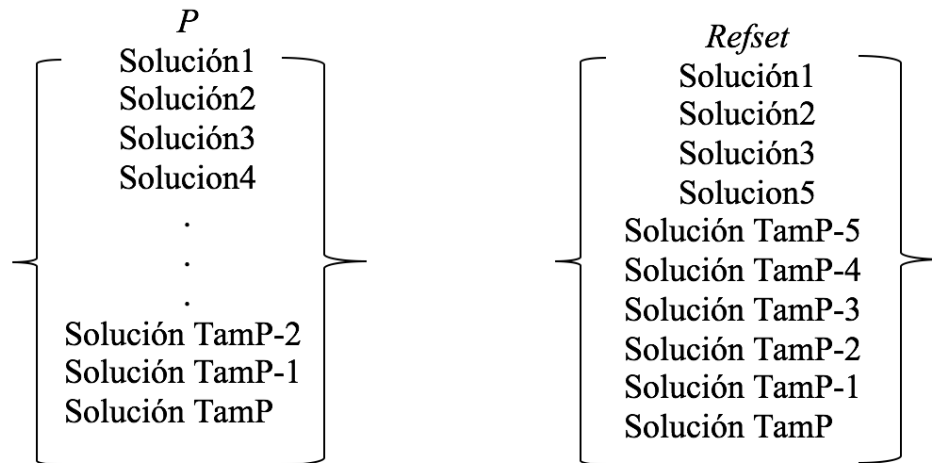 P
Solución1
Solución2
Solución3
Solucion4
.
.
.
Solución TamP-2
Solución TamP-1
Solución TamP
Refset
Solución1
Solución2
Solución3
Solucion5
Solución TamP-5
Solución TamP-4
Solución TamP-3
Solución TamP-2
Solución TamP-1
Solución TamP